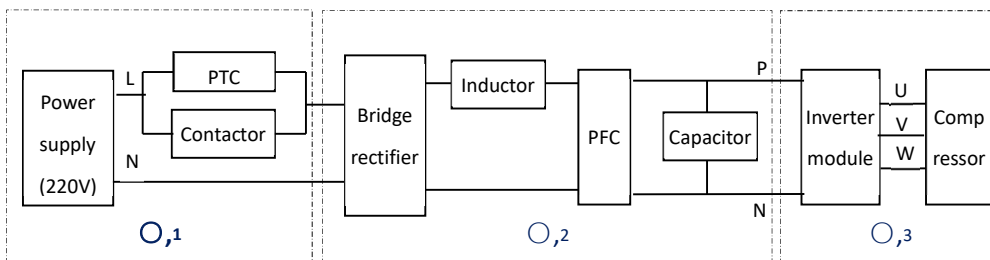 Power
supply
(220V)
L
N
PTC
Contactor
Bridge
rectifier
Inductor
PFC
Capacitor
P
N
Inverter
module
U
V
W
Comp
ressor
○,1
○,2
○,3